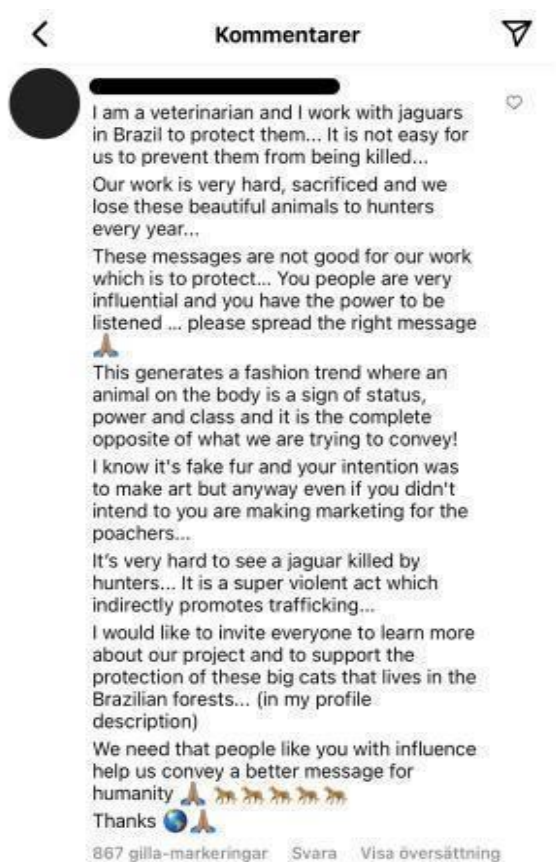 Kommentarer
I am a veterinarian and I work with jaguars
in Brazil to protect them... It is not easy for
us to prevent them from being killed...
Our work is very hard, sacrificed and we
lose these beautiful animals to hunters
every year...
These messages are not good for our work
which is to protect... You people are very
influential and you have the power to be
listened ... please spread the right message
🙏🏽
This generates a fashion trend where an
animal on the body is a sign of status,
power and class and it is the complete
opposite of what we are trying to convey!
I know it's fake fur and your intention was
to make art but anyway even if you didn't
intend to you are making marketing for the
poachers...
It's very hard to see a jaguar killed by
hunters... It is a super violent act which
indirectly promotes trafficking...
I would like to invite everyone to learn more
about our project and to support the
protection of these big cats that lives in the
Brazilian forests... (in my profile
description)
We need that people like you with influence
help us convey a better message for
humanity 🙏🏽 🐆🐆🐆🐆🐆
Thanks 🌎🙏🏽
867 gilla-markeringar Svara Visa översättning